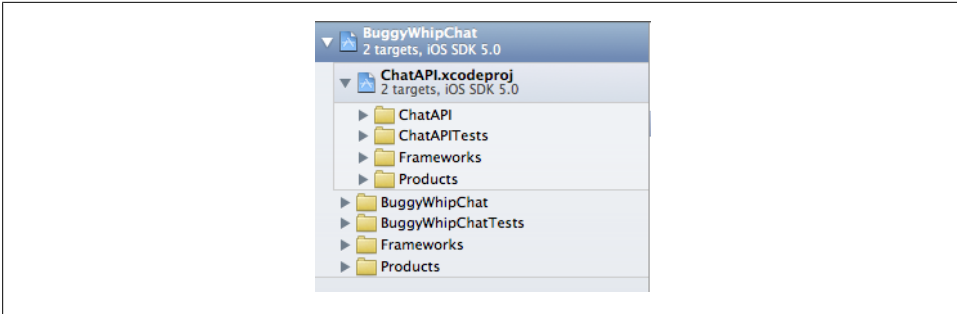 BuggyWhipChat
2 targets, iOS SDK 5.0
ChatAPI.xcodeproj
2 targets, iOS SDK 5.0
ChatAPI
ChatAPITests
Frameworks
Products
BuggyWhipChat
BuggyWhipChatTests
Frameworks
Products